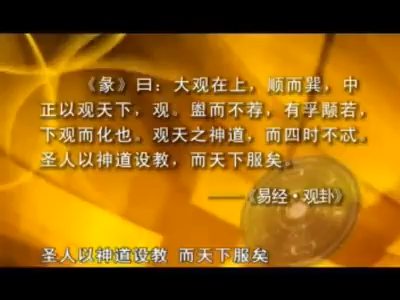 《彖》曰：大观在上，顺而巽，中
正以观天下，观。盥而不荐，有孚颙若，
下观而化也。观天之神道，而四时不忒。
圣人以神道设教，而天下服矣。
——《易经·观卦》
圣人以神道设教 而天下服矣